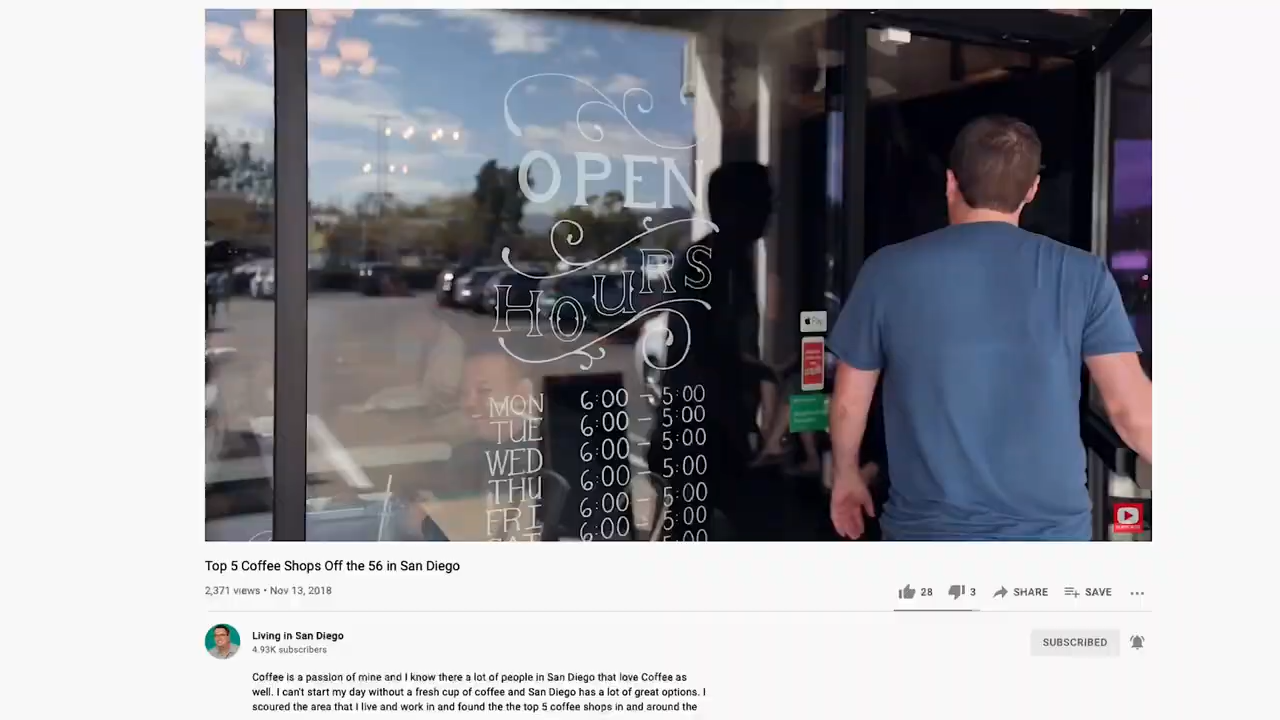 OPEN
HOURS
MON 6:00 - 5:00
TUE 6:00 - 5:00
WED 6:00 - 5:00
THU 6:00 - 5:00
FRI 6:00 - 5:00
Pay
Top 5 Coffee Shops Off the 56 in San Diego
2,371 views • Nov 13, 2018
28
3
SHARE
SAVE
Living in San Diego
4.93K subscribers
SUBSCRIBED
Coffee is a passion of mine and I know there a lot of people in San Diego that love Coffee as
well. I can't start my day without a fresh cup of coffee and San Diego has a lot of great options. I
scoured the area that I live and work in and found the the top 5 coffee shops in and around the